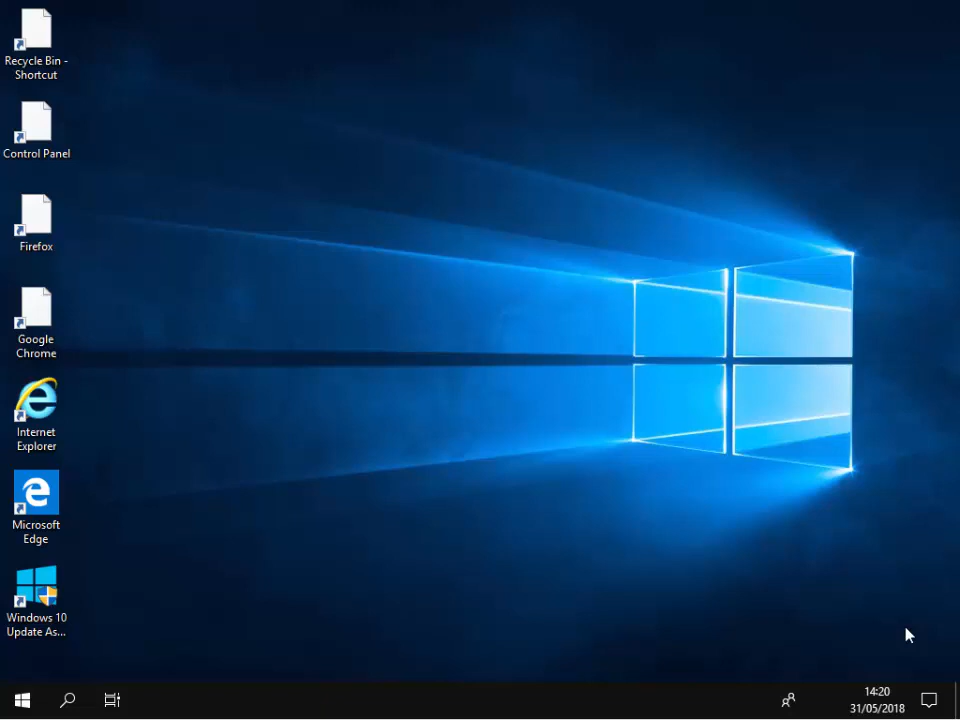 Recycle Bin -
Shortcut
Control Panel
Firefox
Google
Chrome
Internet
Explorer
Microsoft
Edge
Windows 10
Update As...
14:20
31/05/2018